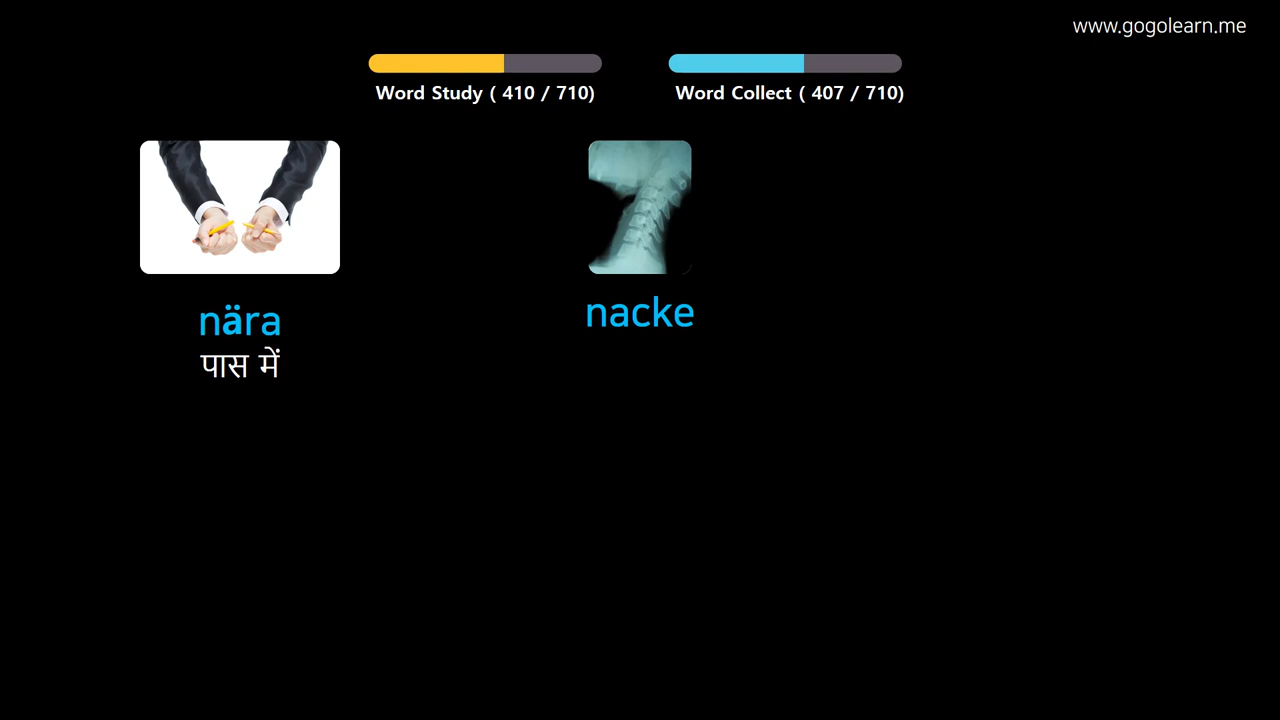 www.gogolearn.me
Word Study ( 410 / 710)
Word Collect ( 407 / 710)
nära
पास में
nacke